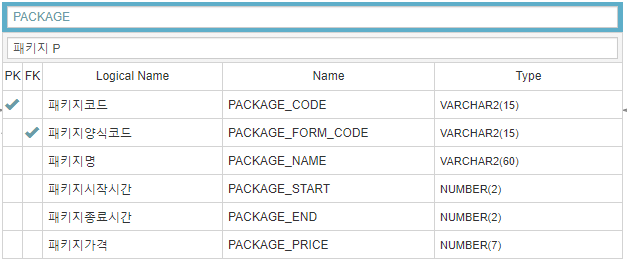 PACKAGE
패키지 P
PK FK Logical Name Name Type
패키지코드 PACKAGE_CODE VARCHAR2(15)
패키지양식코드 PACKAGE_FORM_CODE VARCHAR2(15)
패키지명 PACKAGE_NAME VARCHAR2(60)
패키지시작시간 PACKAGE_START NUMBER(2)
패키지종료시간 PACKAGE_END NUMBER(2)
패키지가격 PACKAGE_PRICE NUMBER(7)